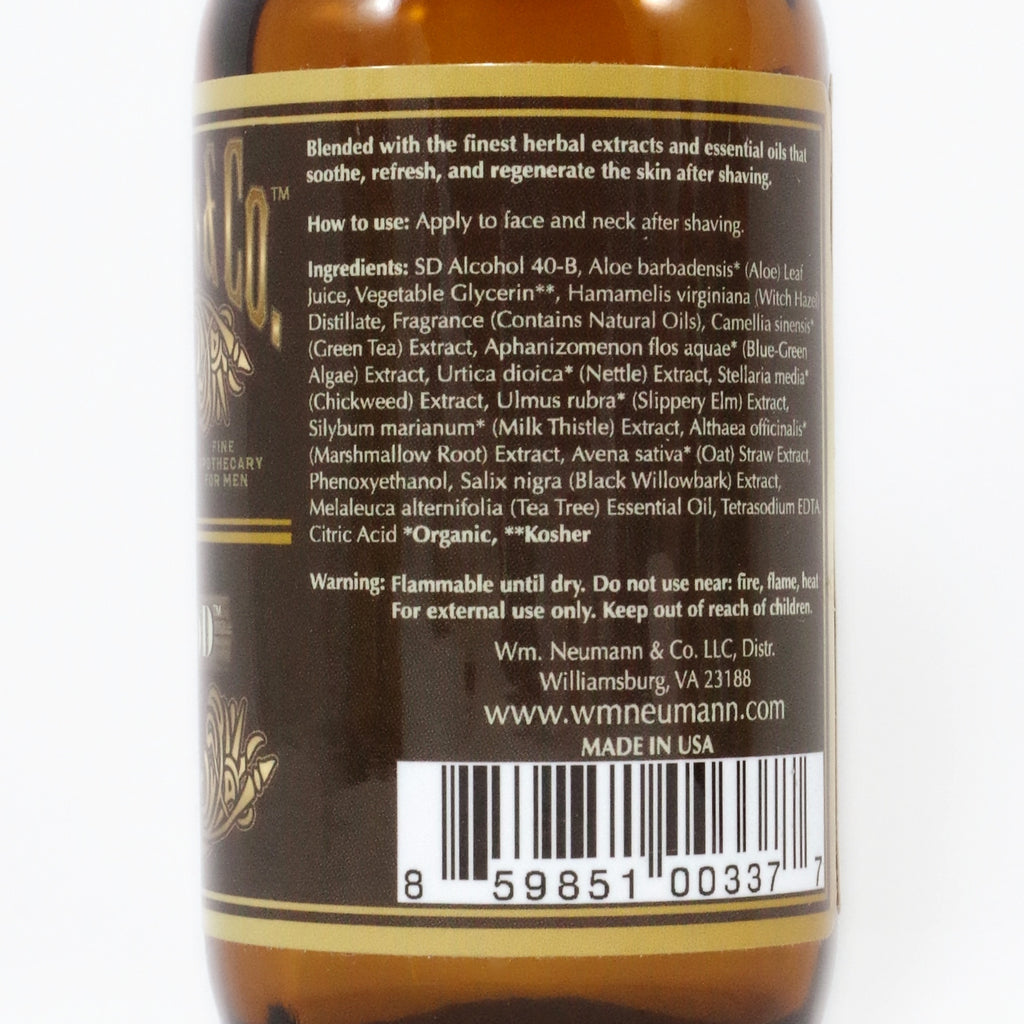 & Co.™
FINE
APOTHECARY
FOR MEN
Blended with the finest herbal extracts and essential oils that
soothe, refresh, and regenerate the skin after shaving.
How to use: Apply to face and neck after shaving.
Ingredients: SD Alcohol 40-B, Aloe barbadensis* (Aloe) Leaf
Juice, Vegetable Glycerin**, Hamamelis virginiana (Witch Hazel)
Distillate, Fragrance (Contains Natural Oils), Camellia sinensis*
(Green Tea) Extract, Aphanizomenon flos aquae* (Blue-Green
Algae) Extract, Urtica dioica* (Nettle) Extract, Stellaria media*
(Chickweed) Extract, Ulmus rubra* (Slippery Elm) Extract,
Silybum marianum* (Milk Thistle) Extract, Althaea officinalis*
(Marshmallow Root) Extract, Avena sativa* (Oat) Straw Extract,
Phenoxyethanol, Salix nigra (Black Willowbark) Extract,
Melaleuca alternifolia (Tea Tree) Essential Oil, Tetrasodium EDTA
Citric Acid *Organic, **Kosher
Warning: Flammable until dry. Do not use near: fire, flame, heat
For external use only. Keep out of reach of children.
Wm. Neumann & Co. LLC, Distr.
Williamsburg, VA 23188
www.wmneumann.com
MADE IN USA
8 59851 00337 7